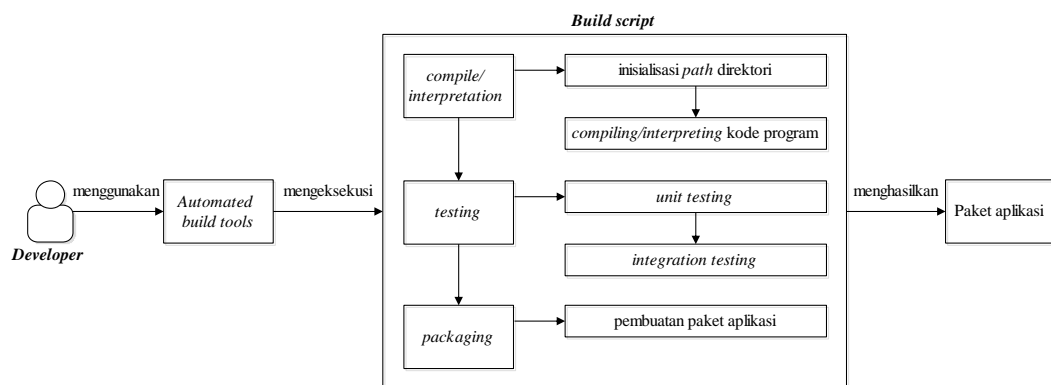 Build script
compile/
interpretation
inisialisasi path direktori
compiling/interpreting kode program
menggunakan
Automated
build tools
mengeksekusi
testing
unit testing
menghasilkan
Paket aplikasi
Developer
integration testing
packaging
pembuatan paket aplikasi